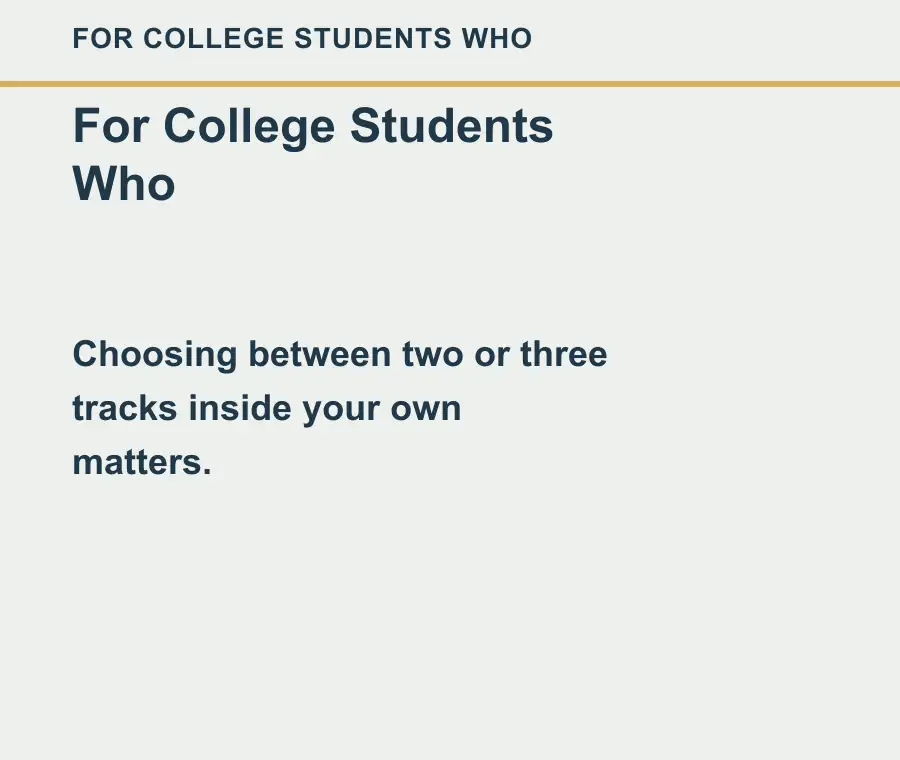 FOR COLLEGE STUDENTS WHO
For College Students
Who
Choosing between two or three
tracks inside your own
matters.